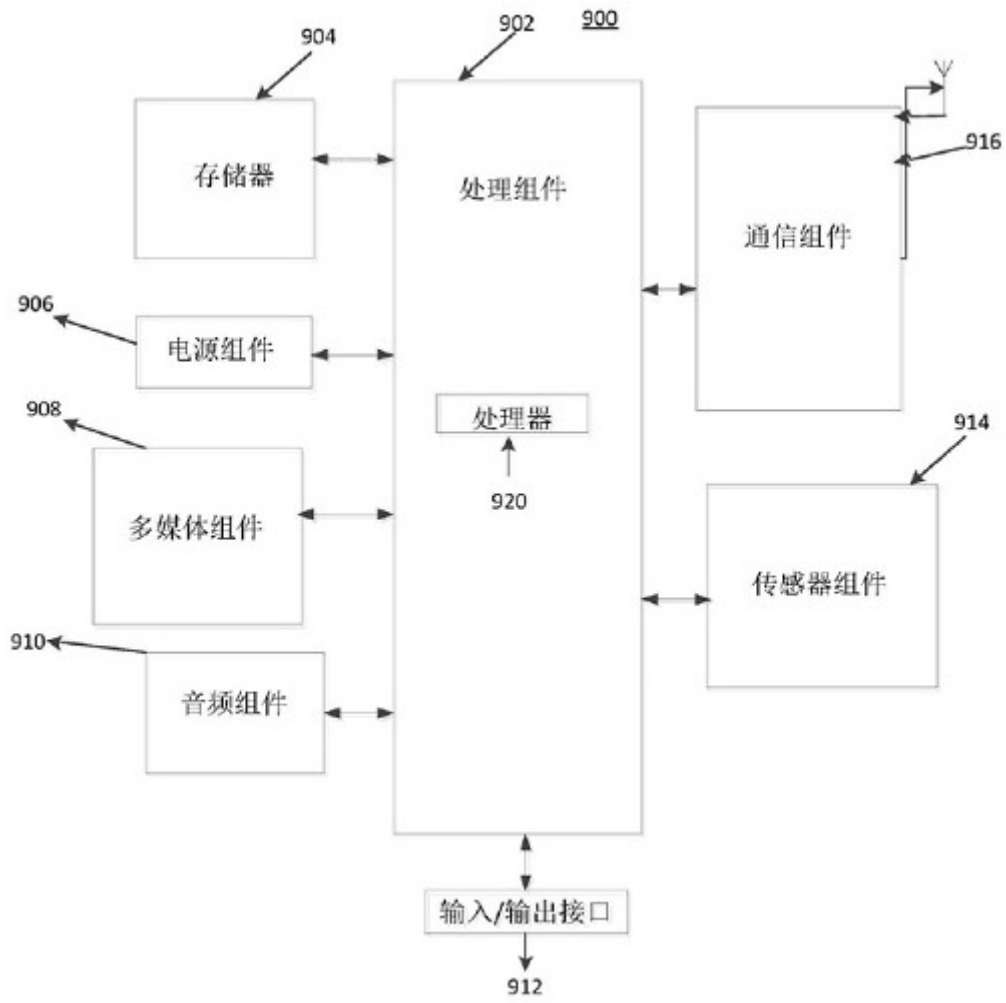 900
902
904
存储器
处理组件
916
通信组件
906
电源组件
处理器
920
908
多媒体组件
914
传感器组件
910
音频组件
输入/输出接口
912